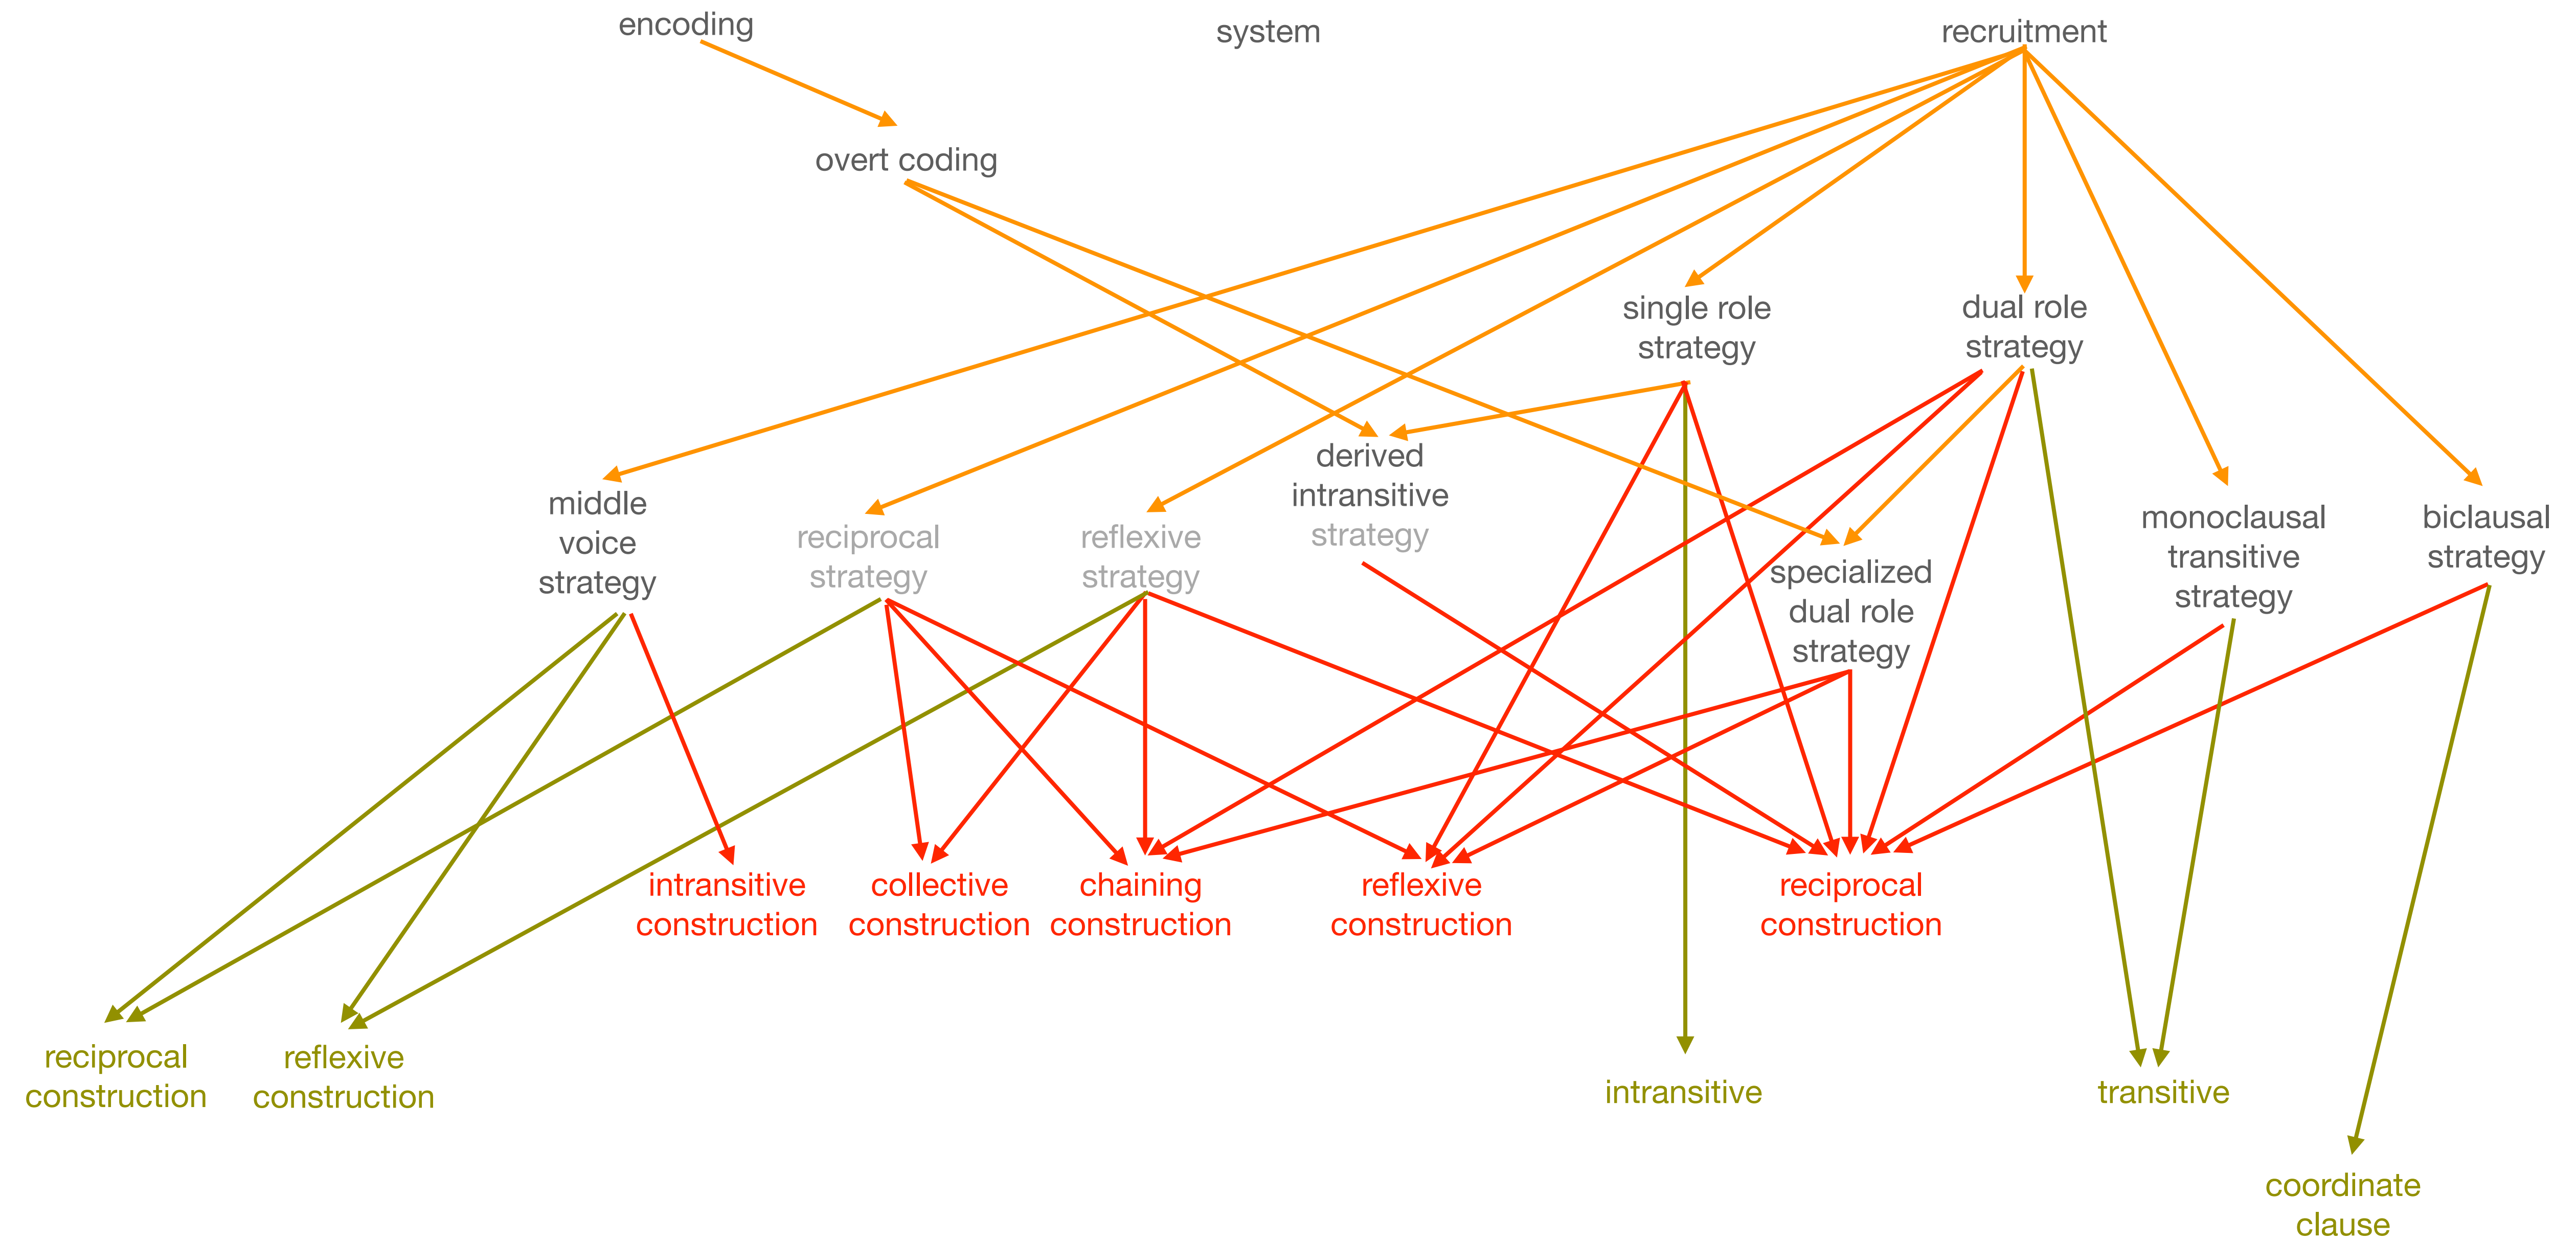 encoding
system
recruitment
overt coding
single role
strategy
dual role
strategy
derived
intransitive
strategy
middle
voice
strategy
reciprocal
strategy
reflexive
strategy
specialized
dual role
strategy
monoclausal
transitive
strategy
biclausal
strategy
intransitive
construction
collective
construction
chaining
construction
reflexive
construction
reciprocal
construction
reciprocal
construction
reflexive
construction
intransitive
transitive
coordinate
clause